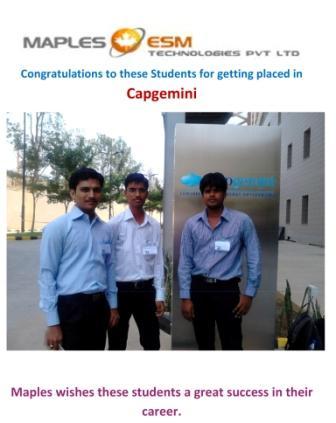 MAPLES ESM
TECHNOLOGIES PVT LTD
Congratulations to these Students for getting placed in
Capgemini
Maples wishes these students a great success in their
career.